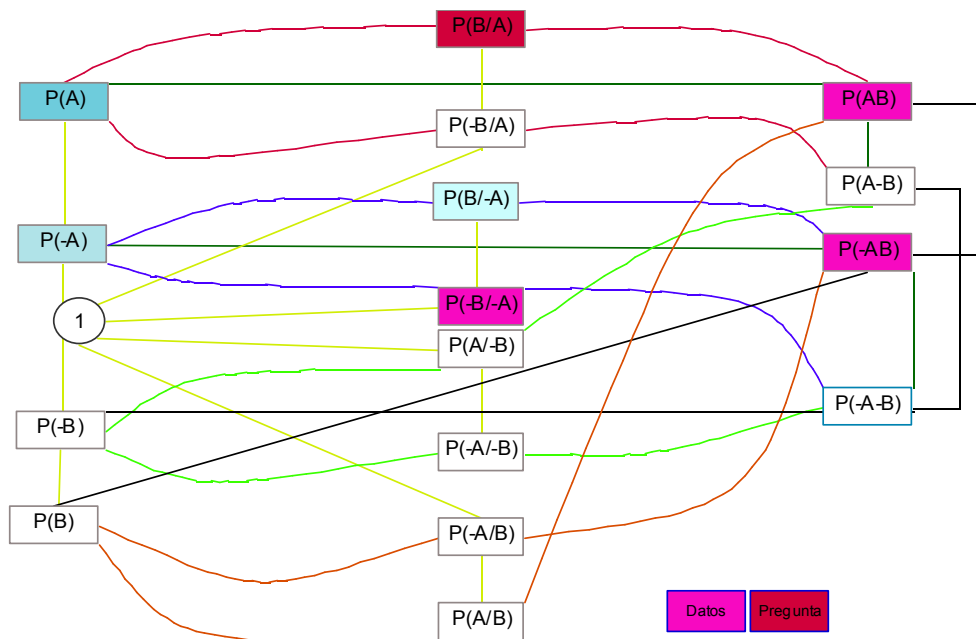 P(B/A)
P(A)
P(AB)
P(-B/A)
P(A-B)
P(B/-A)
P(-A)
P(-AB)
P(-B/-A)
1
P(A/-B)
P(-A-B)
P(-B)
P(-A/-B)
P(B)
P(-A/B)
P(A/B)
Datos
Pregunta